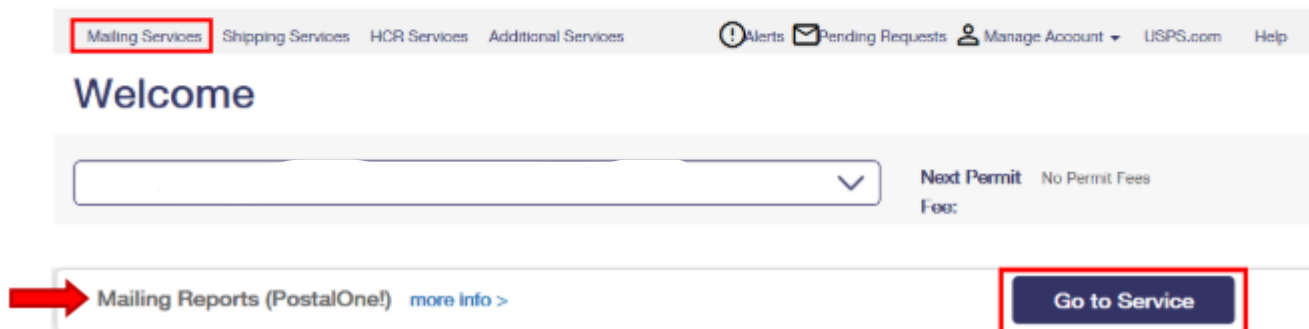 Mailing Services Shipping Services HCR Services Additional Services Alerts Pending Requests Manage Account USPS.com Help
Welcome
Next Permit No Permit Fees
Fee:
Mailing Reports (PostalOne!) more info > Go to Service